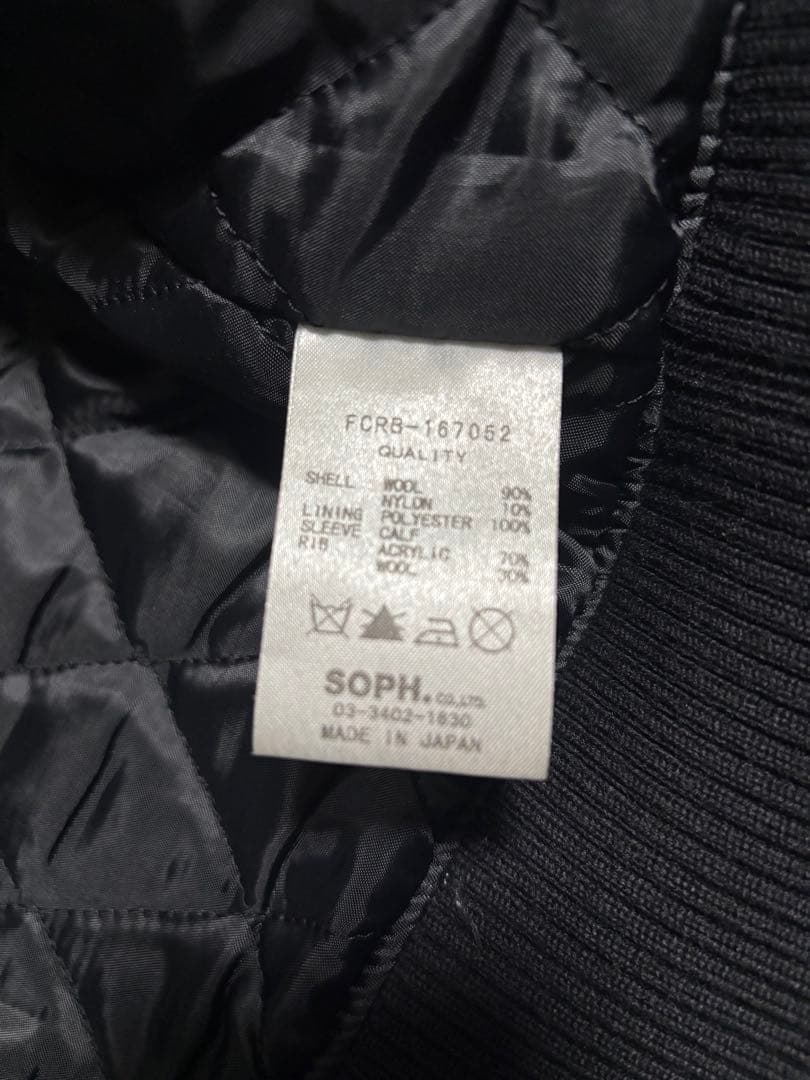 FCRB-167052
QUALITY
SHELL WOOL 90%
NYLON 10%
LINING POLYESTER 100%
SLEEVE CALF
RIB ACRYLIC 70%
WOOL 30%
SOPH.CO.,LTD.
03-3402-1630
MADE IN JAPAN